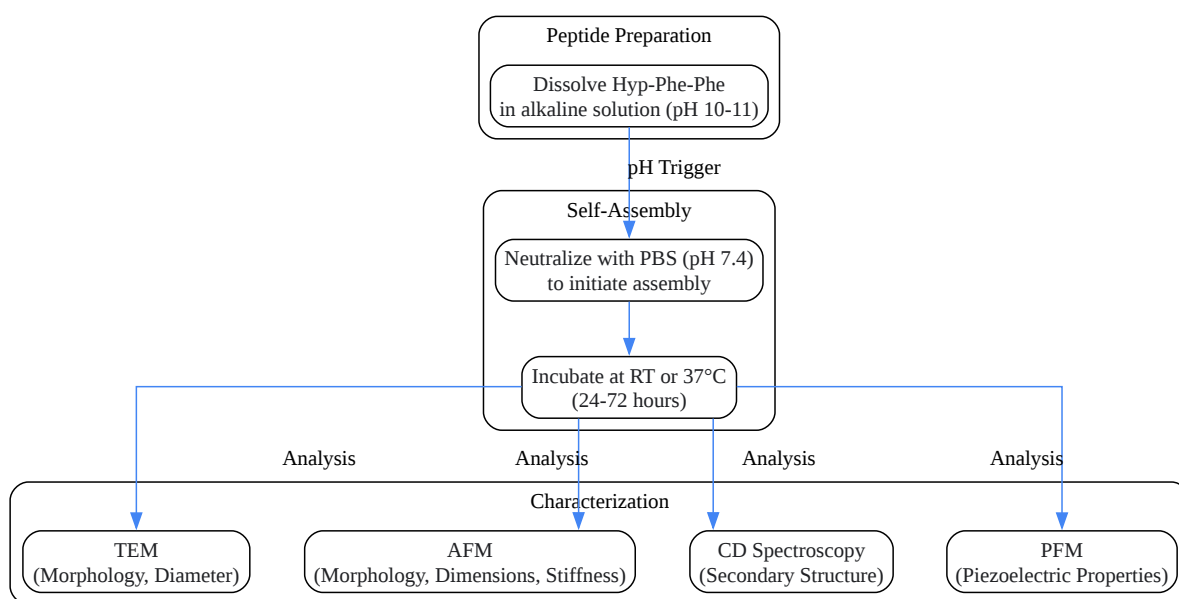 Peptide Preparation
Dissolve Hyp-Phe-Phe
in alkaline solution (pH 10-11)
pH Trigger
Self-Assembly
Neutralize with PBS (pH 7.4)
to initiate assembly
Incubate at RT or 37°C
(24-72 hours)
Analysis
Analysis
Analysis
Analysis
Characterization
TEM
(Morphology, Diameter)
AFM
(Morphology, Dimensions, Stiffness)
CD Spectroscopy
(Secondary Structure)
PFM
(Piezoelectric Properties)